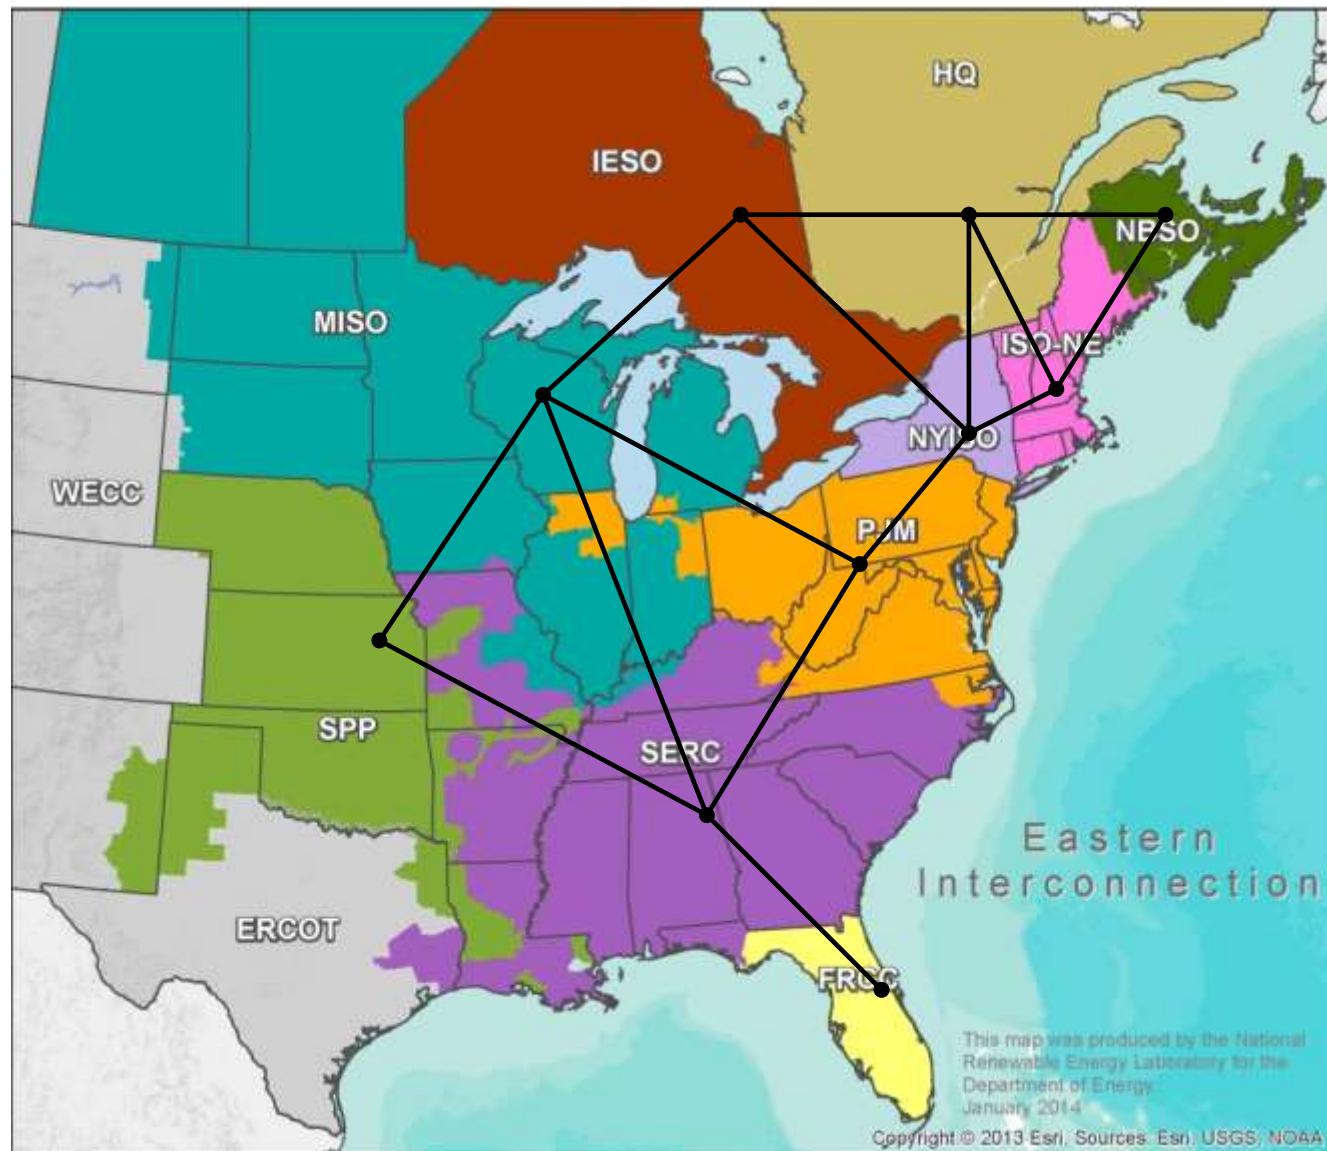 HQ
IESO
NBSO
MISO
ISO-NE
NYISO
WECC
PJM
SPP
SERC
Eastern
Interconnection
ERCOT
FRCC
This map was produced by the National
Renewable Energy Laboratory for the
Department of Energy.
January 2014
Copyright © 2013 Esri, Sources: Esri, USGS, NOAA